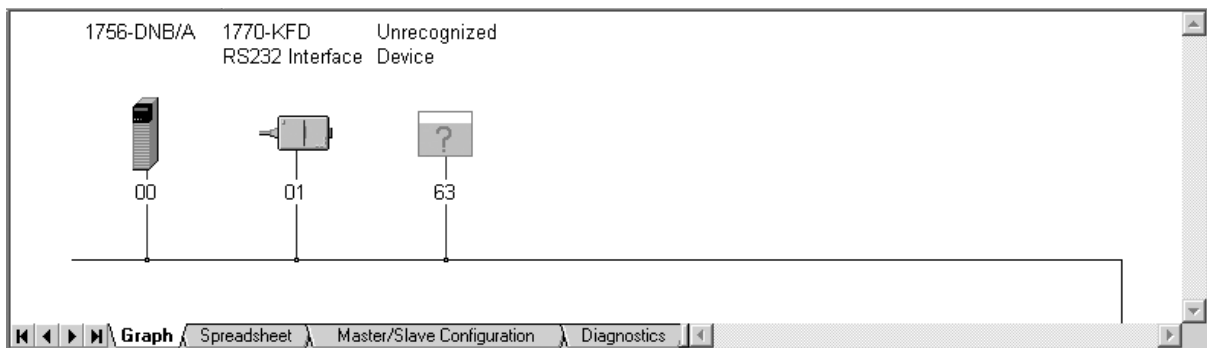 1756-DNB/A 1770-KFD Unrecognized
RS232 Interface Device
?
00 01 63
Graph Spreadsheet Master/Slave Configuration Diagnostics